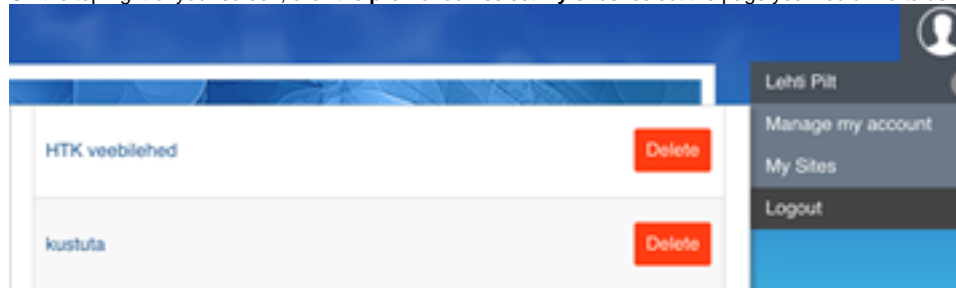 Lehti Pilt
Manage my account
HTK veebilehed
Delete
My Sites
Logout
kustuta
Delete